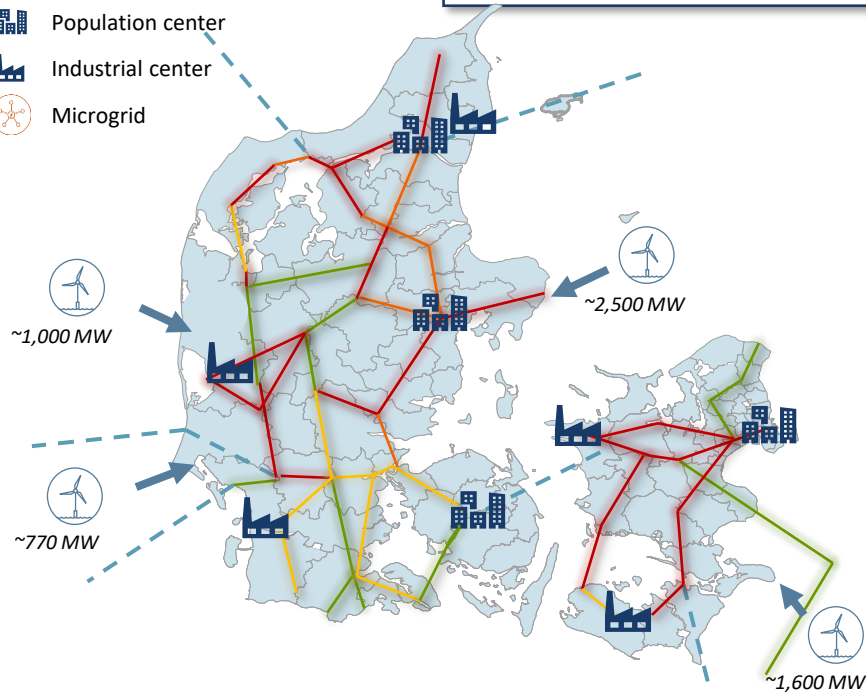 Population center
Industrial center
Microgrid
~1,000 MW
~2,500 MW
~770 MW
~1,600 MW